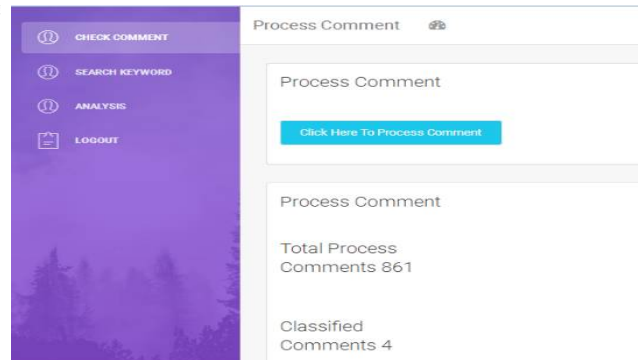 CHECK COMMENT
SEARCH KEYWORD
ANALYSIS
LOGOUT
Process Comment
Process Comment
Click Here To Process Comment
Process Comment
Total Process
Comments 861
Classified
Comments 4